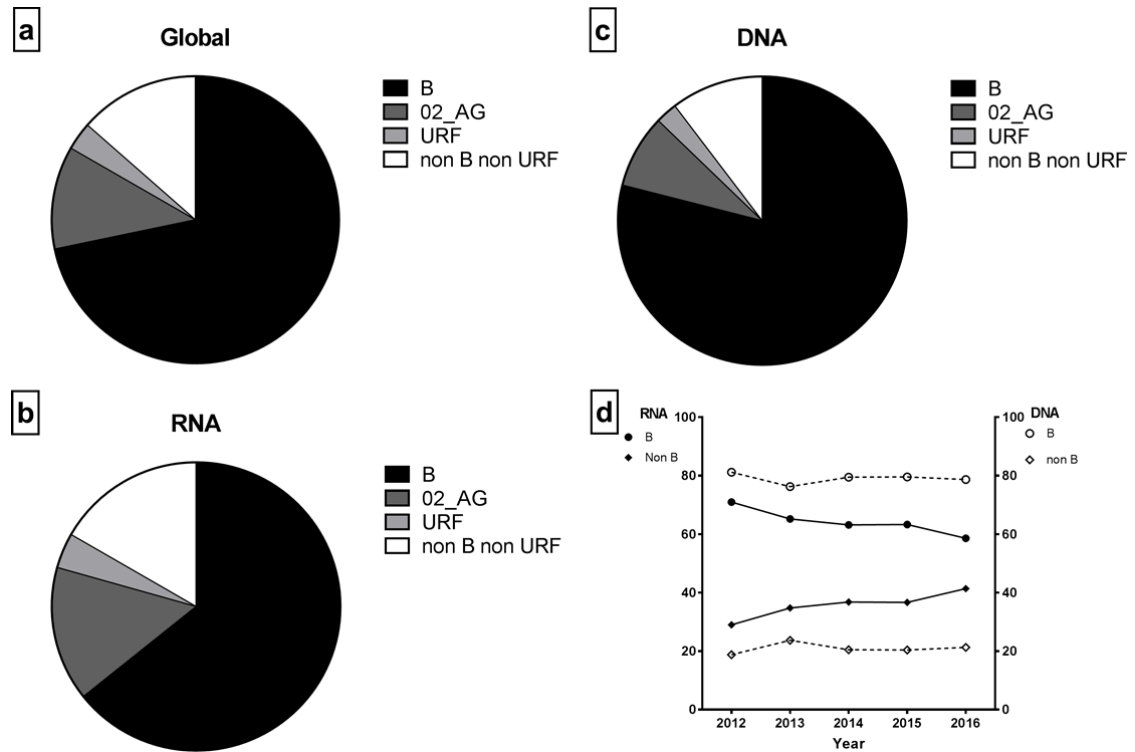 a
Global
B
02_AG
URF
non B non URF
c
DNA
B
02_AG
URF
non B non URF
b
RNA
B
02_AG
URF
non B non URF
d
RNA
B
Non B
DNA
B
non B
100
80
60
40
20
0
100
80
60
40
20
0
2012 2013 2014 2015 2016
Year